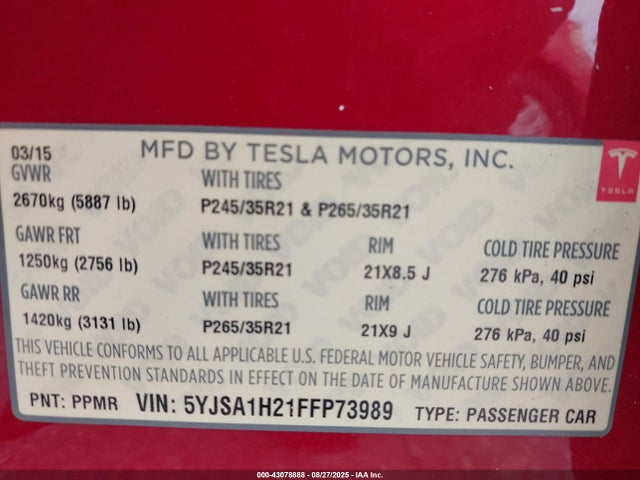 03/15 MFD BY TESLA MOTORS, INC.
TESLA
GVWR WITH TIRES
2670kg (5887 lb) P245/35R21 & P265/35R21
GAWR FRT WITH TIRES RIM COLD TIRE PRESSURE
1250kg (2756 lb) P245/35R21 21X8.5 J 276 kPa, 40 psi
GAWR RR WITH TIRES RIM COLD TIRE PRESSURE
1420kg (3131 lb) P265/35R21 21X9 J 276 kPa, 40 psi
THIS VEHICLE CONFORMS TO ALL APPLICABLE U.S. FEDERAL MOTOR VEHICLE SAFETY, BUMPER, AND
THEFT PREVENTION STANDARDS IN EFFECT ON THE DATE OF MANUFACTURE SHOWN ABOVE.
PNT: PPMR VIN: 5YJSA1H21FFP73989 TYPE: PASSENGER CAR
000-43078888 - 08/27/2025 - IAA Inc.